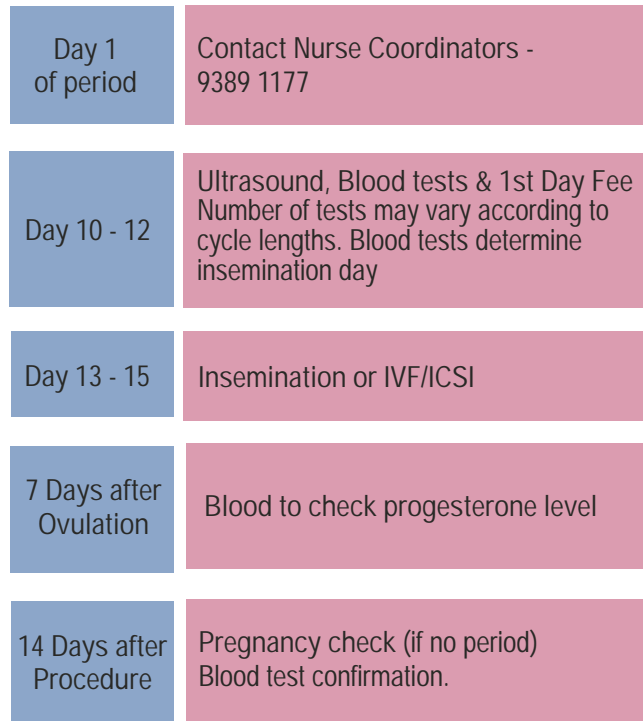 Day 1
of period
Contact Nurse Coordinators -
9389 1177
Day 10 - 12
Ultrasound, Blood tests & 1st Day Fee
Number of tests may vary according to
cycle lengths. Blood tests determine
insemination day
Day 13 - 15
Insemination or IVF/ICSI
7 Days after
Ovulation
Blood to check progesterone level
14 Days after
Procedure
Pregnancy check (if no period)
Blood test confirmation.